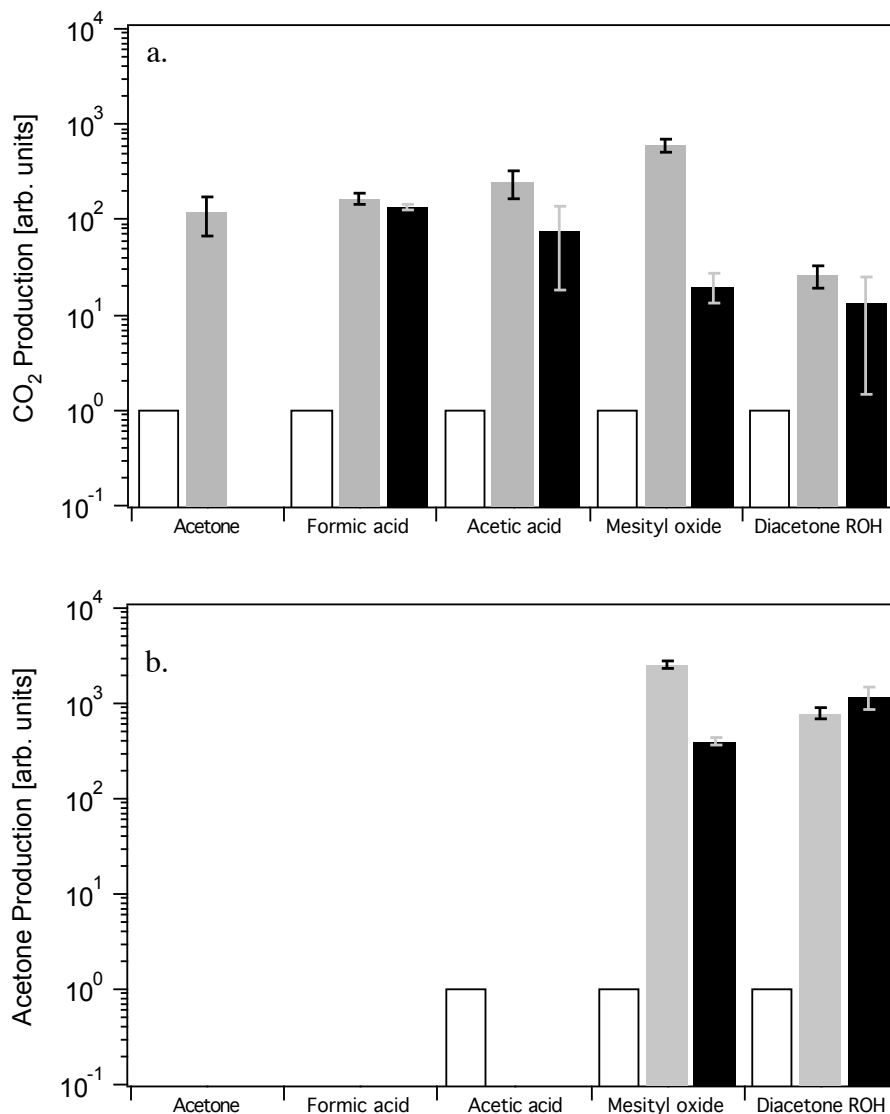 a.
CO2 Production [arb. units]
10^4
10^3
10^2
10^1
10^0
10^-1
Acetone Formic acid Acetic acid Mesityl oxide Diacetone ROH
b.
Acetone Production [arb. units]
10^4
10^3
10^2
10^1
10^0
10^-1
Acetone Formic acid Acetic acid Mesityl oxide Diacetone ROH